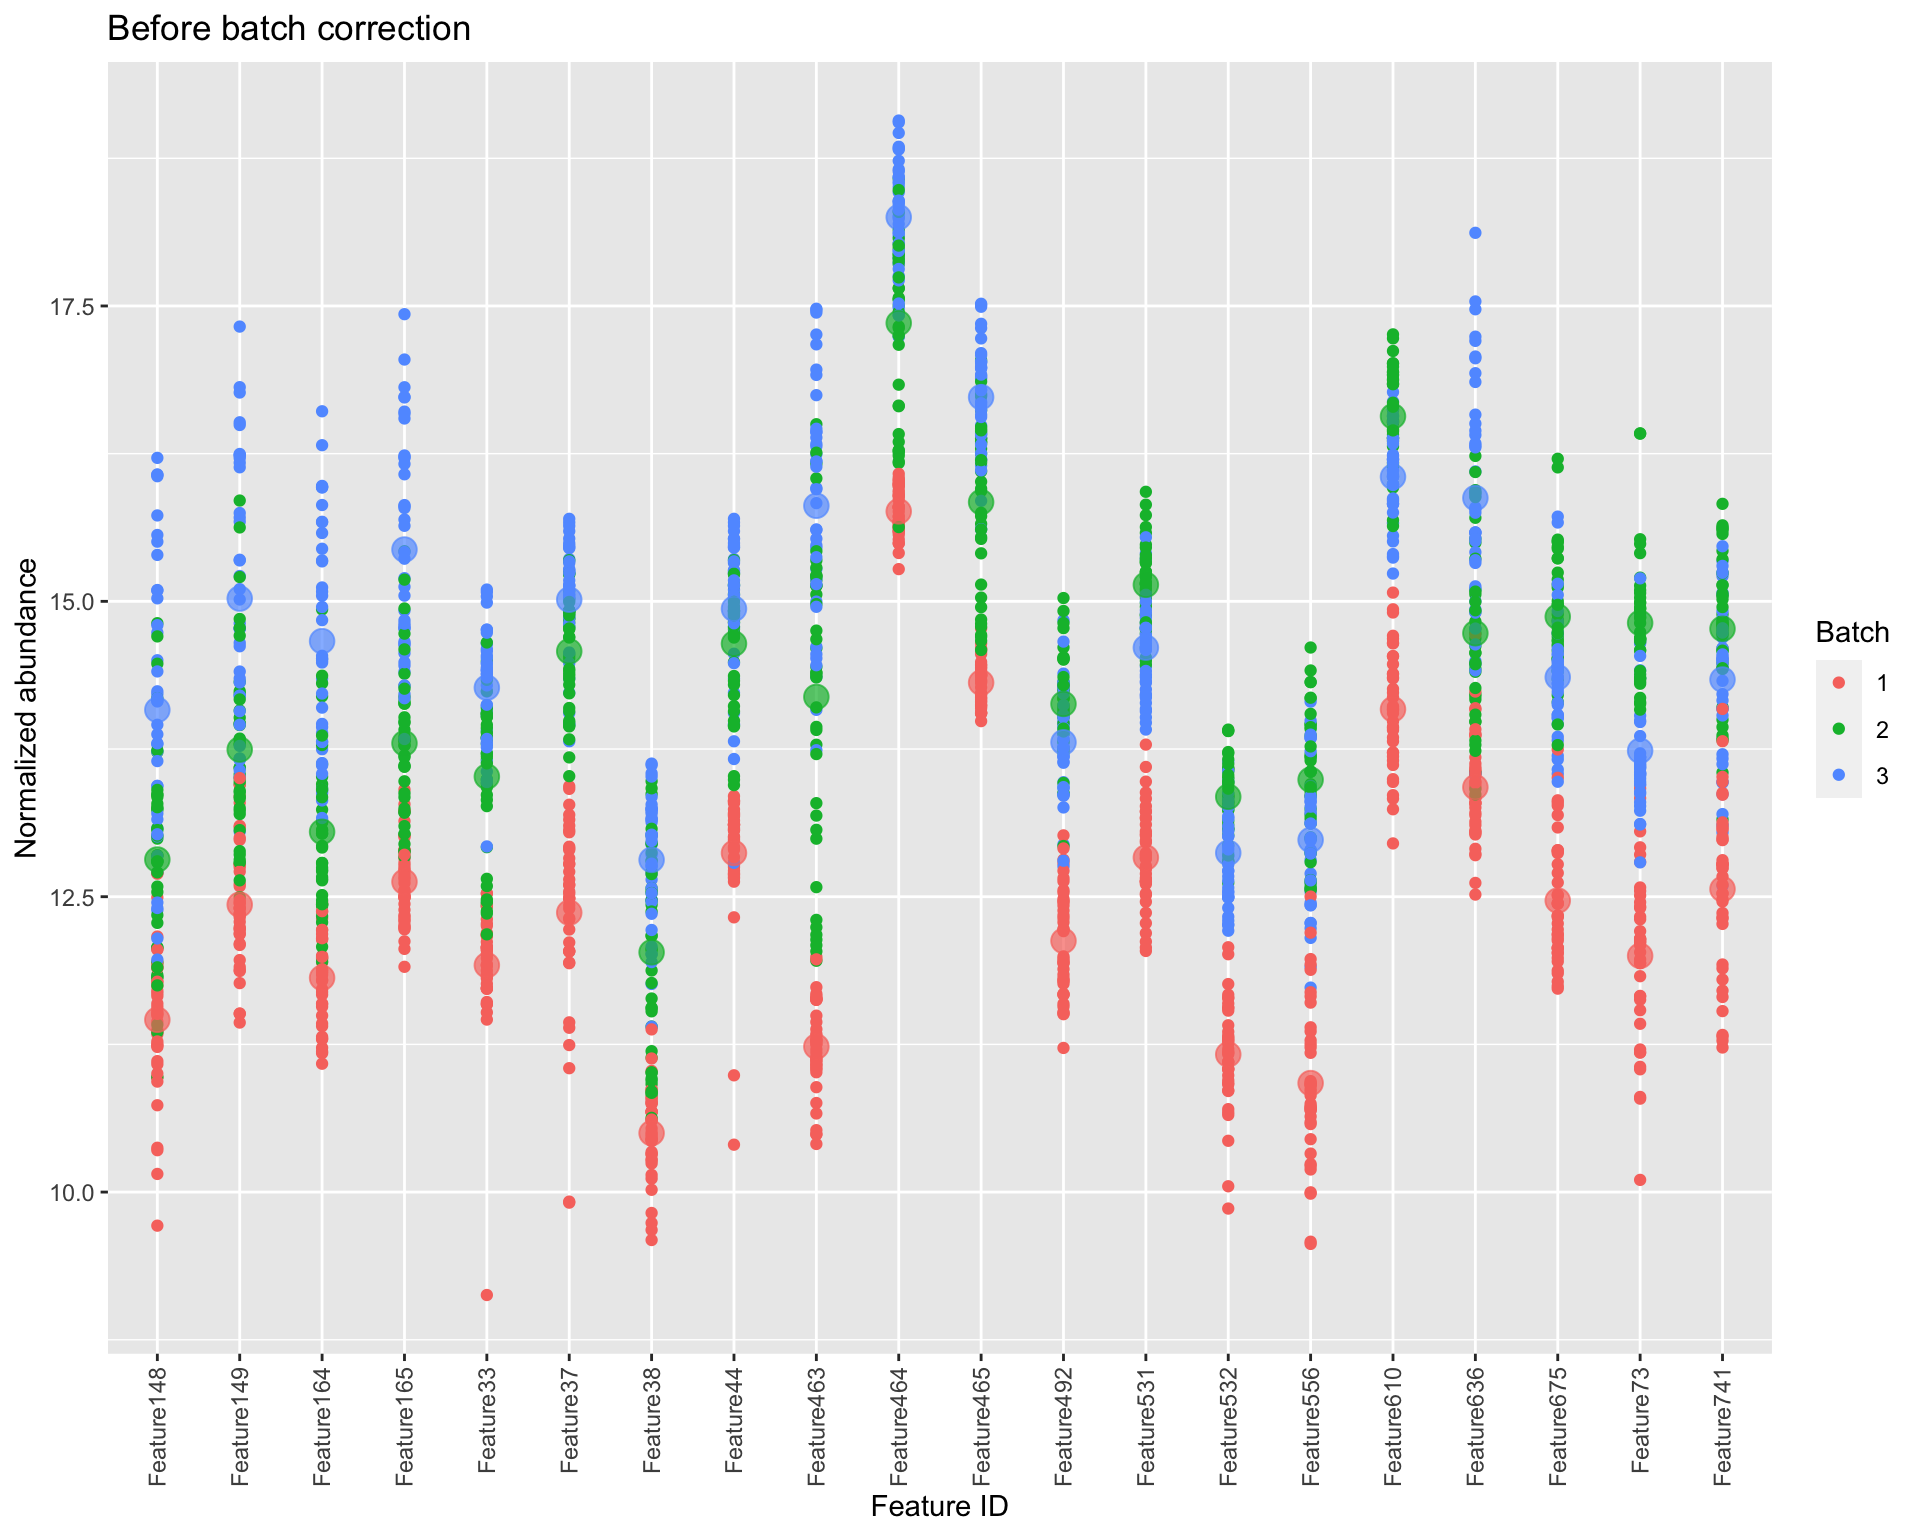 Before batch correction
Normalized abundance
17.5
15.0
12.5
10.0
Feature148
Feature149
Feature164
Feature165
Feature33
Feature37
Feature38
Feature44
Feature463
Feature464
Feature465
Feature492
Feature531
Feature532
Feature556
Feature610
Feature636
Feature675
Feature73
Feature741
Feature ID
Batch
1
2
3